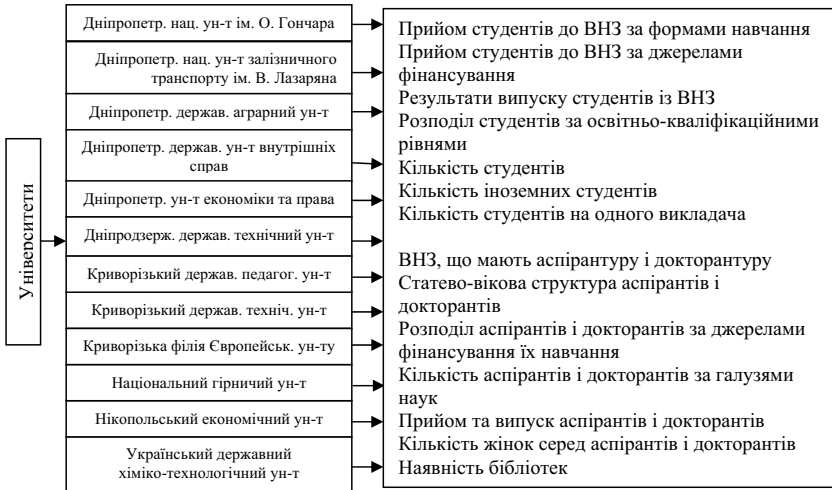 Університети
Дніпропетр. нац. ун-т ім. О. Гончара
Дніпропетр. нац. ун-т залізничного
транспорту ім. В. Лазаряна
Дніпропетр. держав. аграрний ун-т
Дніпропетр. держав. ун-т внутрішніх
справ
Дніпропетр. ун-т економіки та права
Дніпродзерж. держав. технічний ун-т
Криворізький держав. педагог. ун-т
Криворізький держав. техніч. ун-т
Криворізька філія Європейськ. ун-ту
Національний гірничий ун-т
Нікопольський економічний ун-т
Український державний
хіміко-технологічний ун-т
Прийом студентів до ВНЗ за формами навчання
Прийом студентів до ВНЗ за джерелами
фінансування
Результати випуску студентів із ВНЗ
Розподіл студентів за освітньо-кваліфікаційними
рівнями
Кількість студентів
Кількість іноземних студентів
Кількість студентів на одного викладача
ВНЗ, що мають аспірантуру і докторантуру
Статево-вікова структура аспірантів і
докторантів
Розподіл аспірантів і докторантів за джерелами
фінансування їх навчання
Кількість аспірантів і докторантів за галузями
наук
Прийом та випуск аспірантів і докторантів
Кількість жінок серед аспірантів і докторантів
Наявність бібліотек